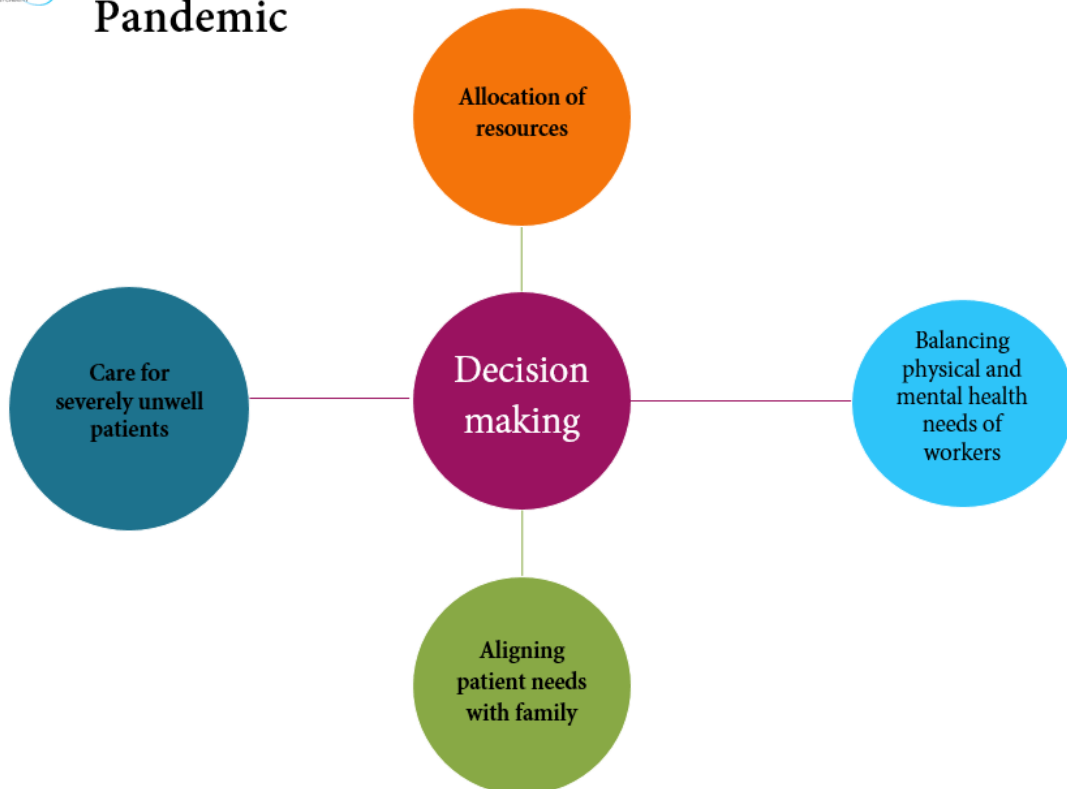 Pandemic
Allocation of
resources
Care for
severely unwell
patients
Decision
making
Balancing
physical and
mental health
needs of
workers
Aligning
patient needs
with family